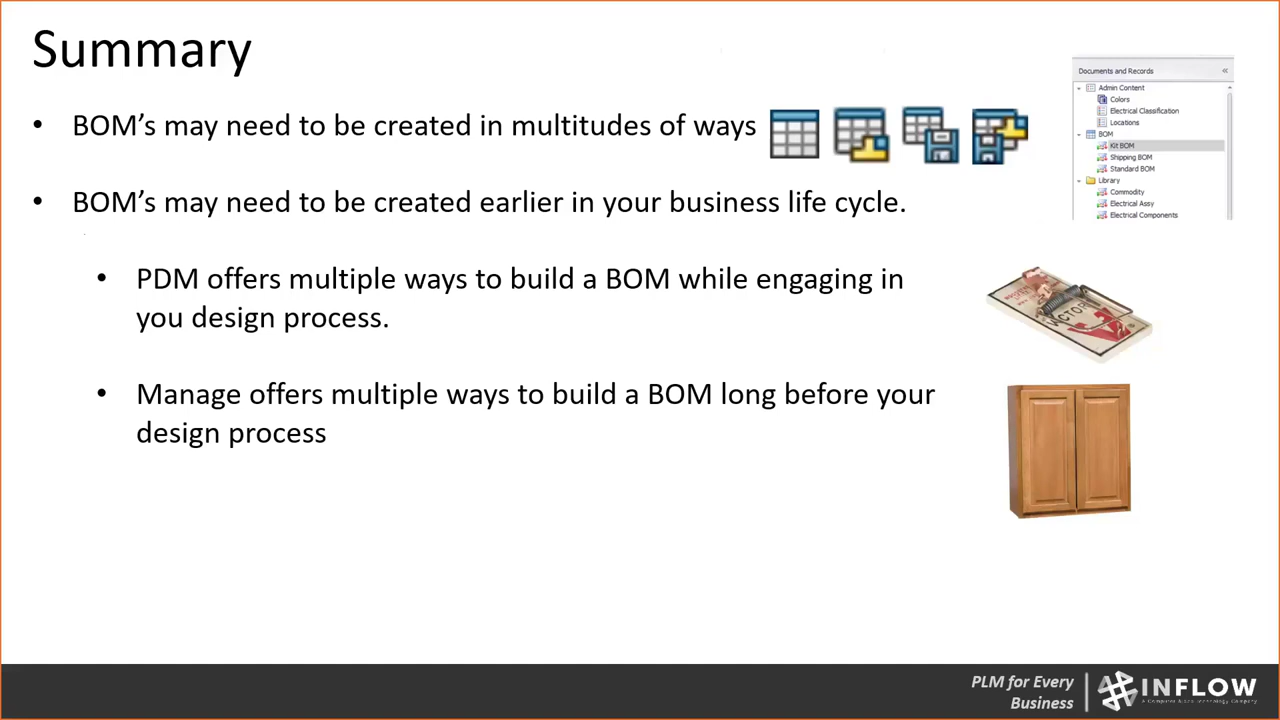 Summary
• BOM's may need to be created in multitudes of ways
• BOM's may need to be created earlier in your business life cycle.
• PDM offers multiple ways to build a BOM while engaging in
you design process.
• Manage offers multiple ways to build a BOM long before your
design process
Documents and Records
Admin Content
Colors
Electrical Classification
Locations
BOM
Kit BOM
Shipping BOM
Standard BOM
Library
Commodity
Electrical Assy
Electrical Components
VICTOR
PLM for Every
Business
INFLOW